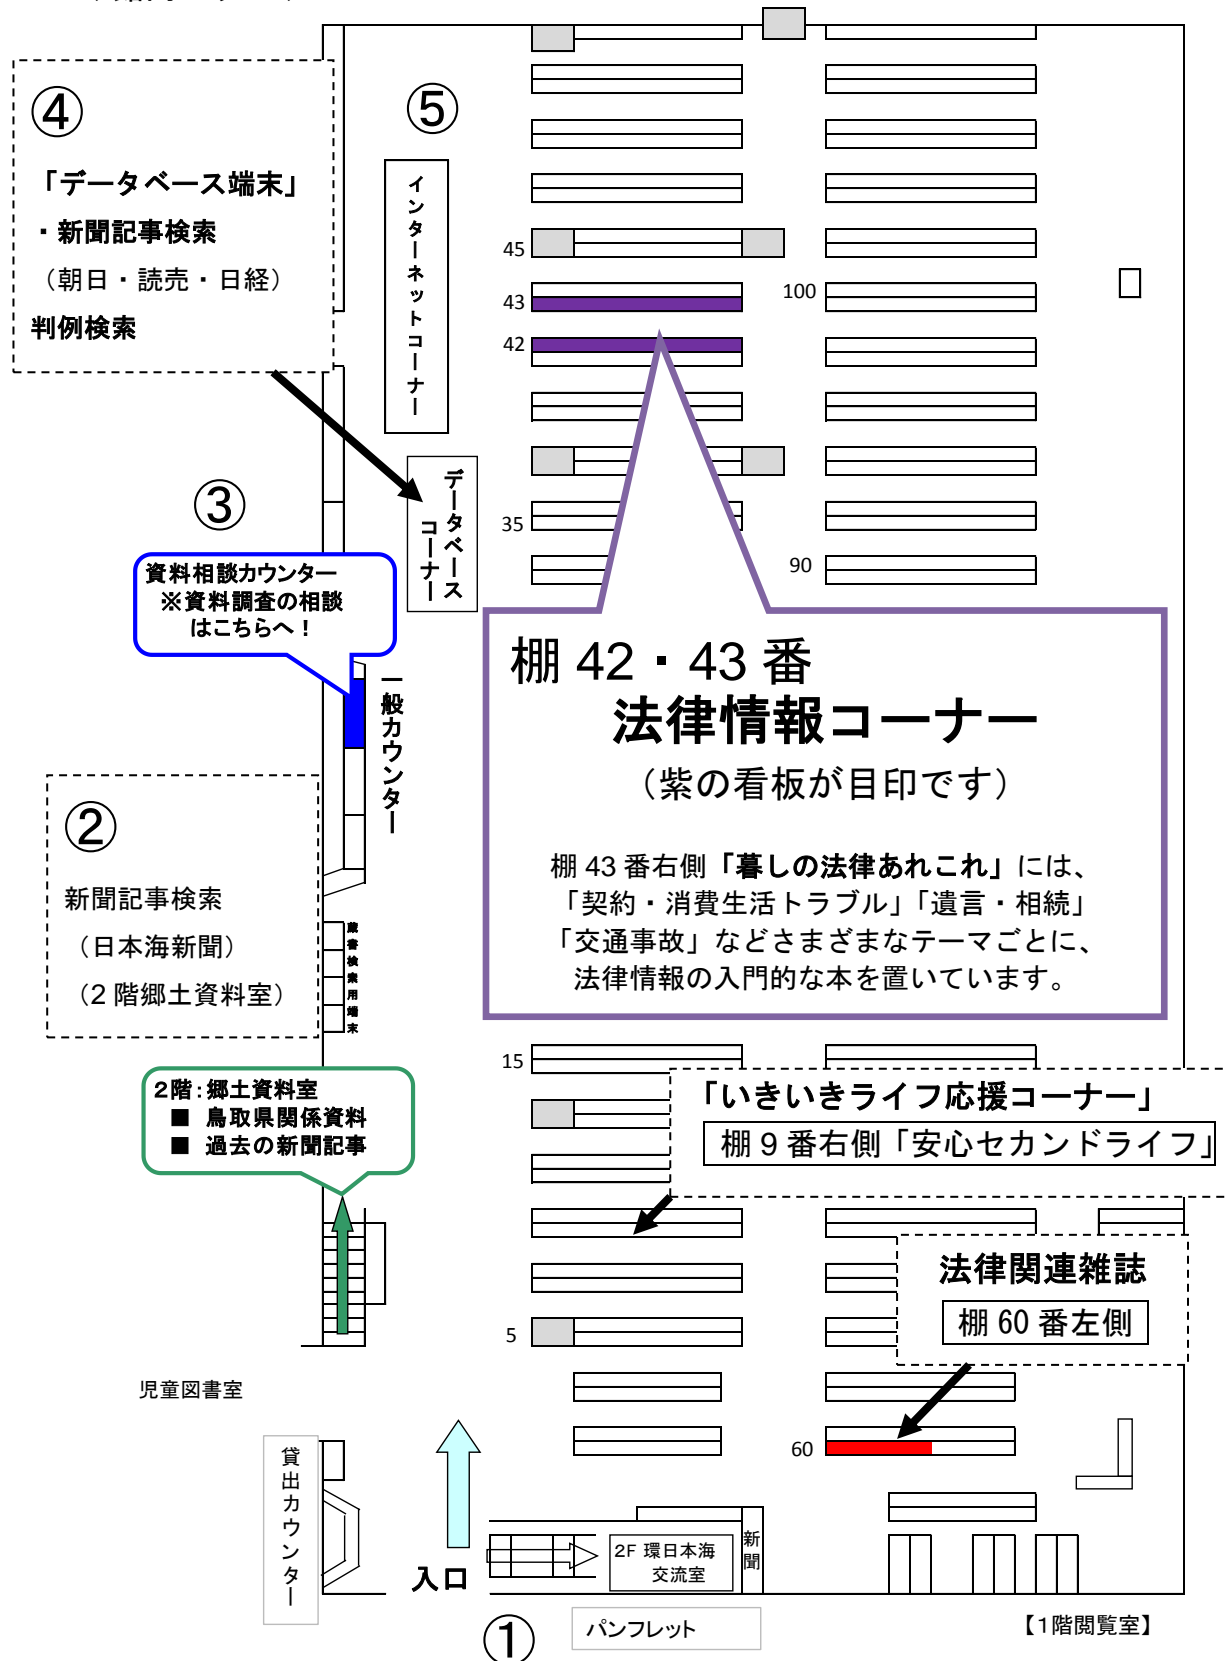 ④
「データベース端末」
・新聞記事検索
（朝日・読売・日経）
判例検索
⑤
インターネットコーナー
45
43
42
100
35
90
データベース
コーナー
③
資料相談カウンター
※資料調査の相談
はこちらへ！
一般カウンター
棚 42・43 番
法律情報コーナー
（紫の看板が目印です）
棚 43 番右側「暮しの法律あれこれ」には、
「契約・消費生活トラブル」「遺言・相続」
「交通事故」などさまざまなテーマごとに、
法律情報の入門的な本を置いています。
②
新聞記事検索
（日本海新聞）
（2 階郷土資料室）
蔵書検索用端末
15
2階：郷土資料室
■ 鳥取県関係資料
■ 過去の新聞記事
「いきいきライフ応援コーナー」
棚 9 番右側「安心セカンドライフ」
法律関連雑誌
棚 60 番左側
5
児童図書室
60
貸出カウンター
入口
2F 環日本海
交流室
新聞
①
パンフレット
【1階閲覧室】